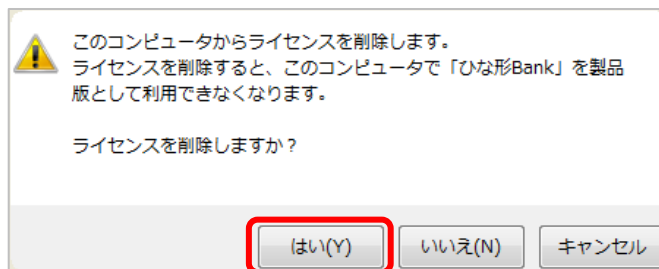 このコンピュータからライセンスを削除します。
ライセンスを削除すると、このコンピュータで「ひな形Bank」を製品
版として利用できなくなります。
ライセンスを削除しますか？
はい(Y)
いいえ(N)
キャンセル